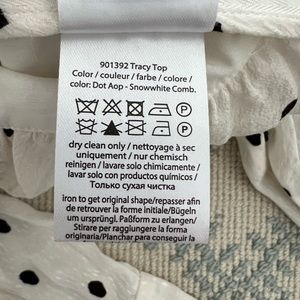 901392 Tracy Top
Color / couleur / farbe / colore /
color: Dot Aop - Snowwhite Comb.
P
P
dry clean only / nettoyage à sec
uniquement / nur chemisch
reinigen / lavare solo chimicamente /
lavar solo con productos químicos /
Только сухая чистка
iron to get original shape/repasser afin
de retrouver la forme initiale/Bügeln
um ursprüngl. Paßform zu erlangen/
Stirare per raggiungere la forma
originaria/Planchar para conseguir la